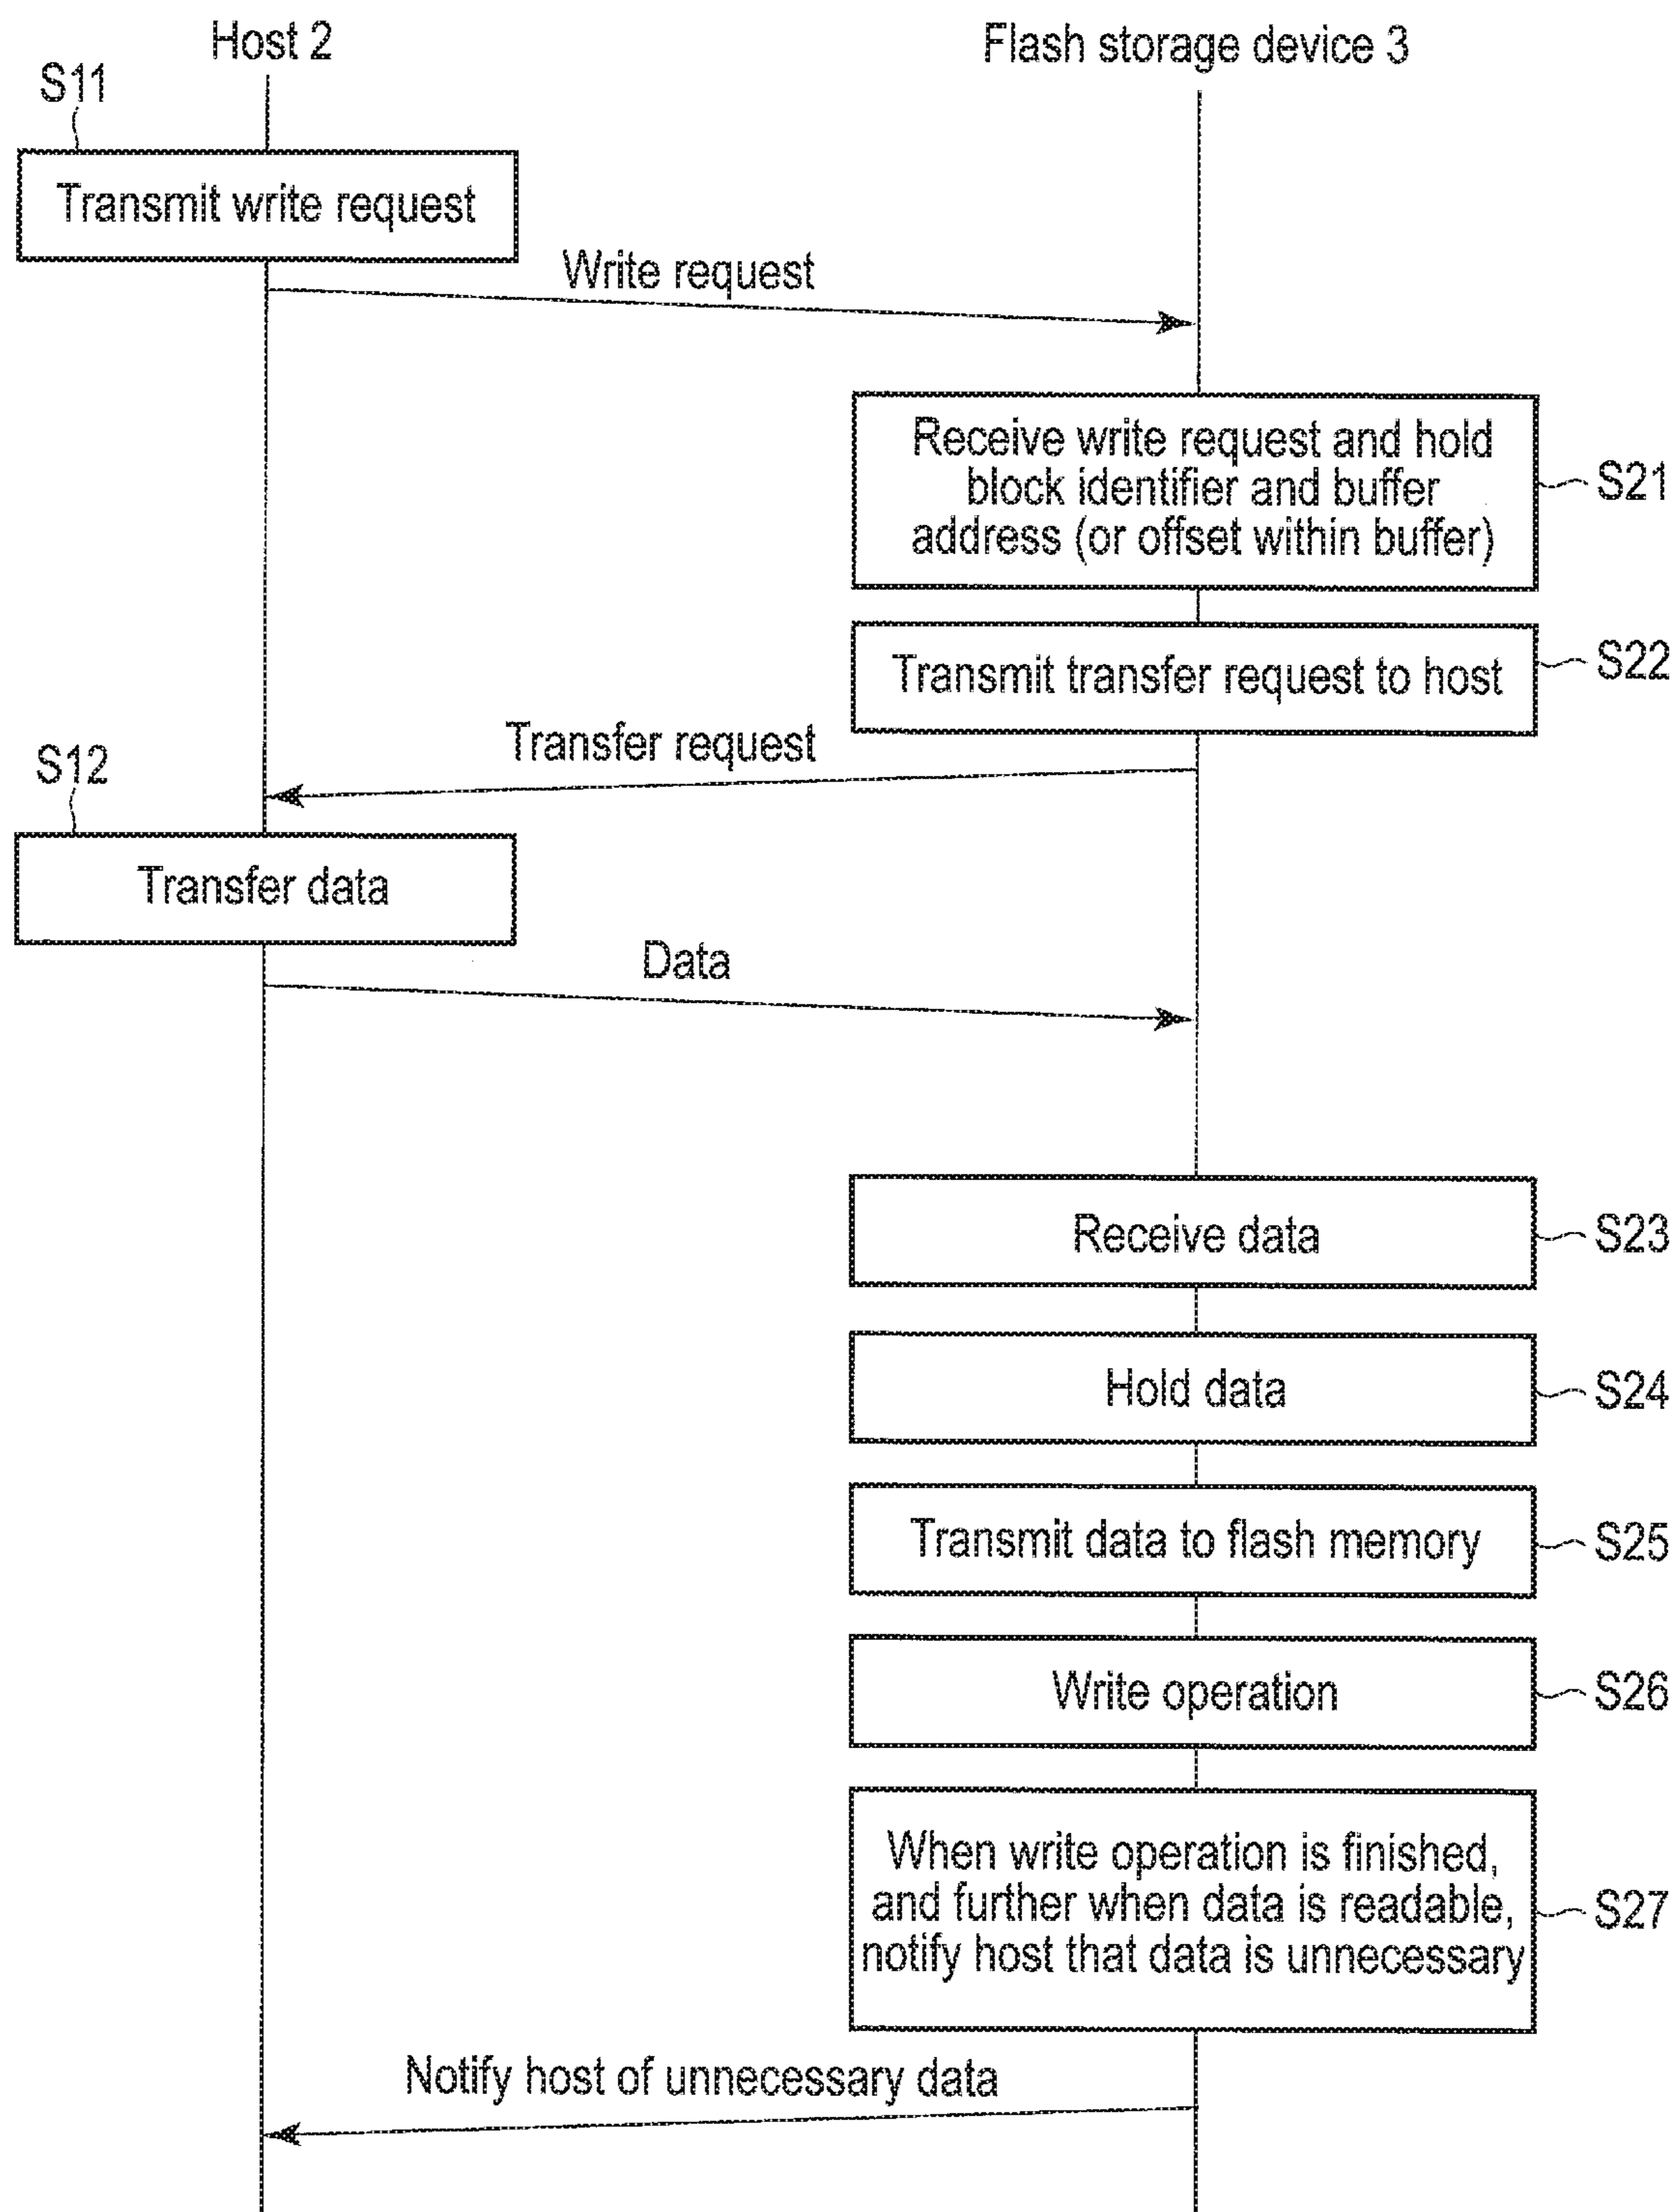 Host 2
Flash storage device 3
S11
Transmit write request
Write request
Receive write request and hold
block identifier and buffer
address (or offset within buffer)
S21
Transmit transfer request to host
S22
Transfer request
S12
Transfer data
Data
Receive data
S23
Hold data
S24
Transmit data to flash memory
S25
Write operation
S26
When write operation is finished,
and further when data is readable,
notify host that data is unnecessary
S27
Notify host of unnecessary data